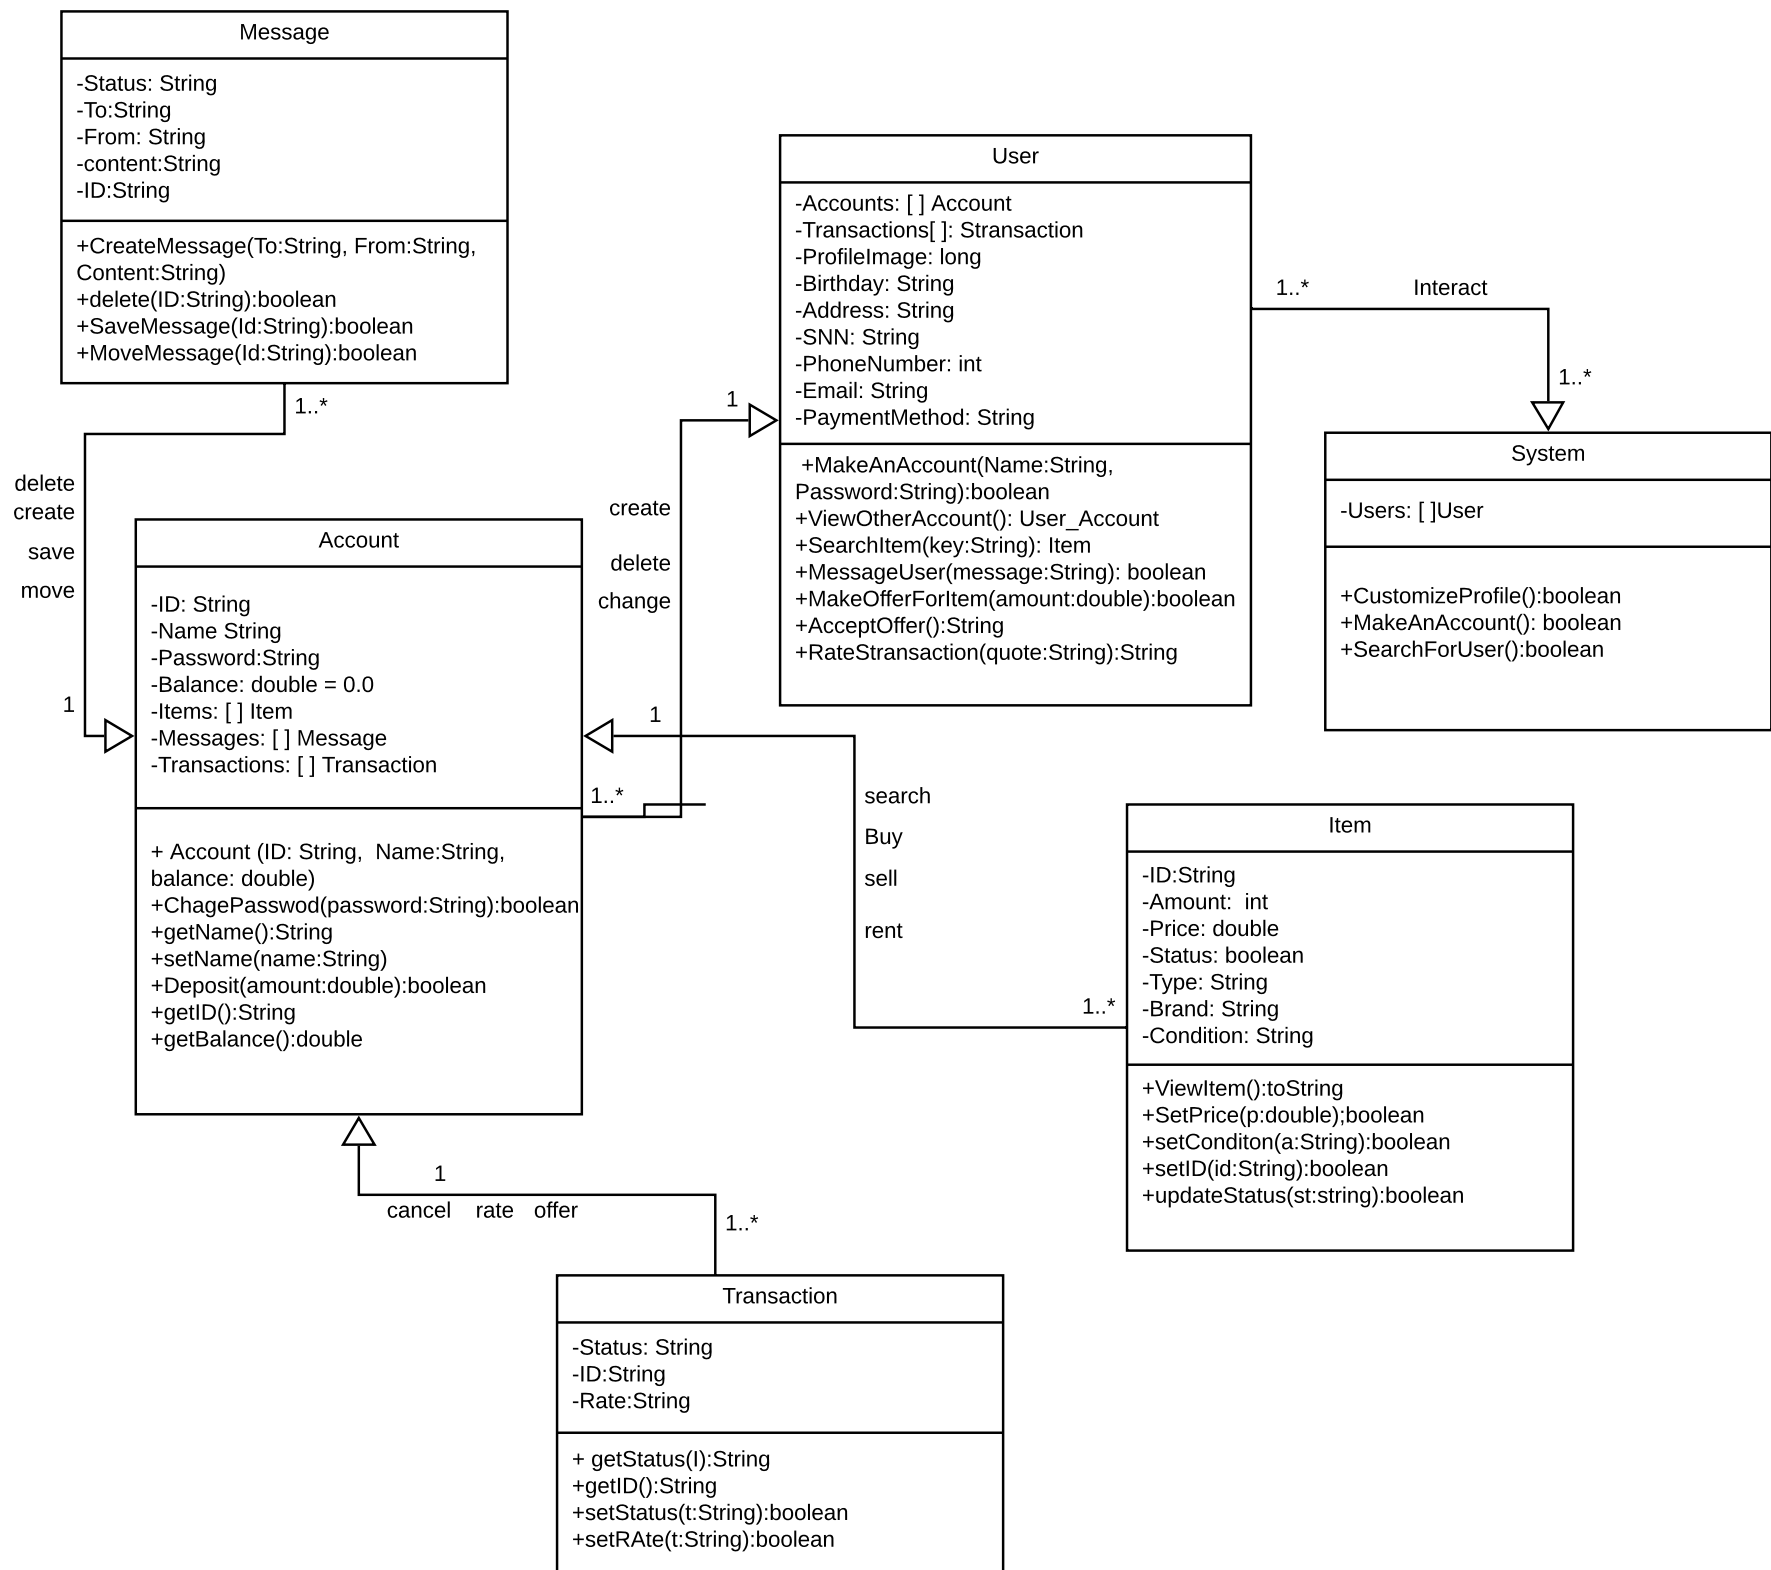 Message
-Status: String
-To:String
-From: String
-content:String
-ID:String
+CreateMessage(To:String, From:String,
Content:String)
+delete(ID:String):boolean
+SaveMessage(Id:String):boolean
+MoveMessage(Id:String):boolean
1..*
delete
create
save
move
1
User
-Accounts: [ ] Account
-Transactions[ ]: Stransaction
-ProfileImage: long
-Birthday: String
-Address: String
-SNN: String
-PhoneNumber: int
-Email: String
-PaymentMethod: String
+MakeAnAccount(Name:String,
Password:String):boolean
+ViewOtherAccount(): User_Account
+SearchItem(key:String): Item
+MessageUser(message:String): boolean
+MakeOfferForItem(amount:double):boolean
+AcceptOffer():String
+RateStransaction(quote:String):String
1..*
Interact
1..*
System
-Users: [ ]User
+CustomizeProfile():boolean
+MakeAnAccount(): boolean
+SearchForUser():boolean
1
create
delete
change
1..*
Account
-ID: String
-Name String
-Password:String
-Balance: double = 0.0
-Items: [ ] Item
-Messages: [ ] Message
-Transactions: [ ] Transaction
+ Account (ID: String,  Name:String,
balance: double)
+ChagePasswod(password:String):boolean
+getName():String
+setName(name:String)
+Deposit(amount:double):boolean
+getID():String
+getBalance():double
1
search
Buy
sell
rent
1..*
Item
-ID:String
-Amount:  int
-Price: double
-Status: boolean
-Type: String
-Brand: String
-Condition: String
+ViewItem():toString
+SetPrice(p:double);boolean
+setConditon(a:String):boolean
+setID(id:String):boolean
+updateStatus(st:string):boolean
1
cancel rate offer
1..*
Transaction
-Status: String
-ID:String
-Rate:String
+ getStatus(I):String
+getID():String
+setStatus(t:String):boolean
+setRAte(t:String):boolean